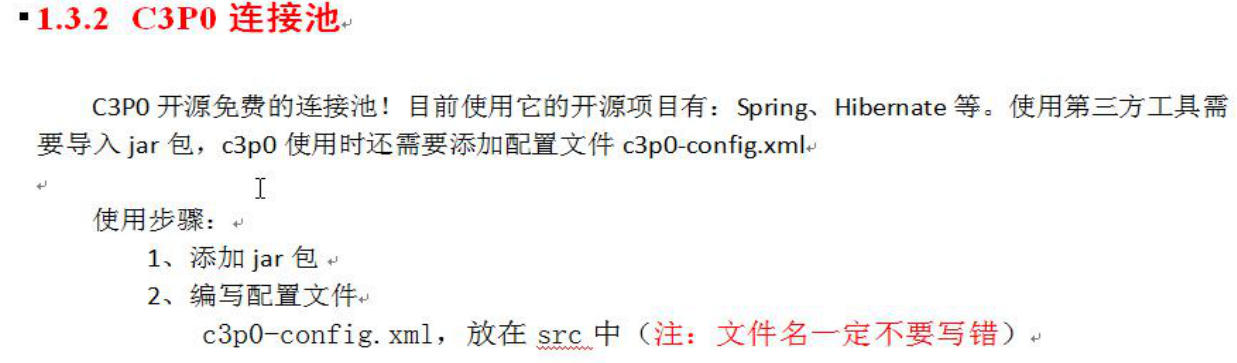 1.3.2 C3P0 连接池
C3P0 开源免费的连接池！目前使用它的开源项目有：Spring、Hibernate 等。使用第三方工具需
要导入 jar 包，c3p0 使用时还需要添加配置文件 c3p0-config.xml
使用步骤：
1、添加 jar 包
2、编写配置文件
c3p0-config.xml，放在 src 中（注：文件名一定不要写错）